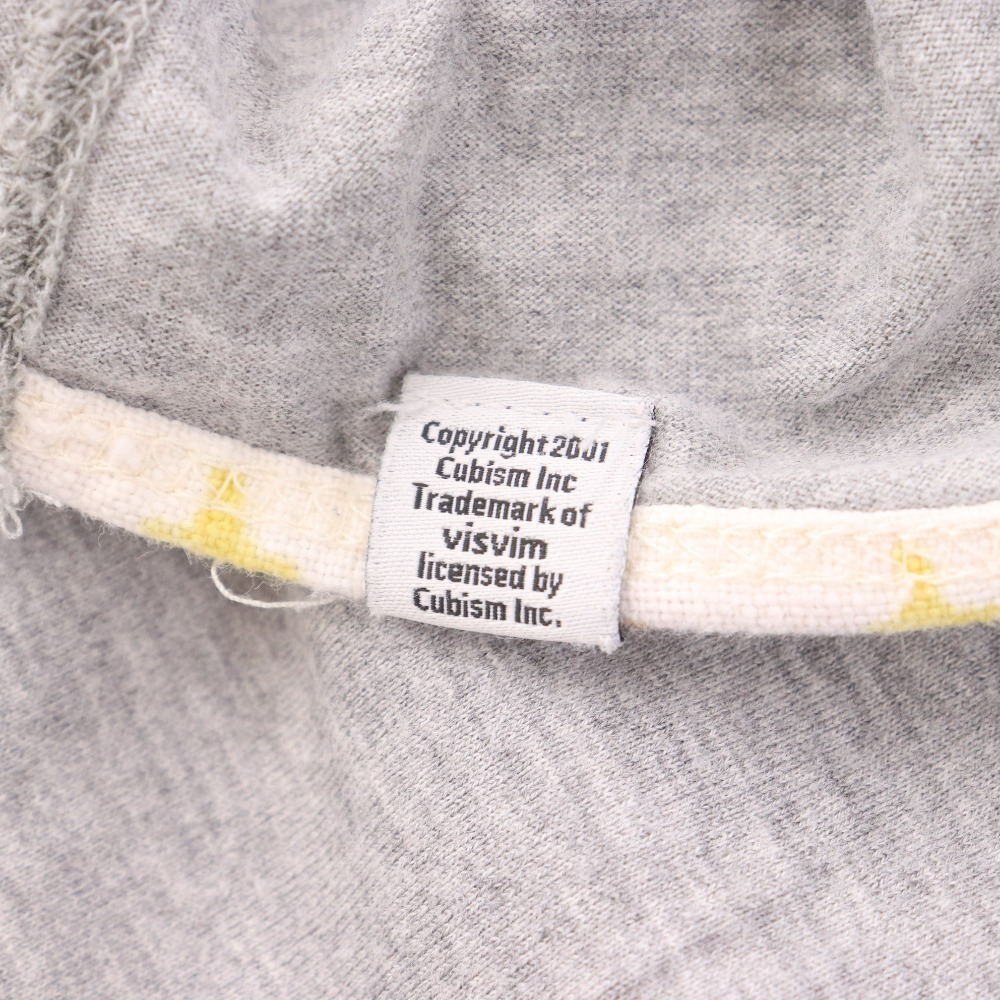 Copyright 2001
Cubism Inc
Trademark of
visvim
licensed by
Cubism Inc.